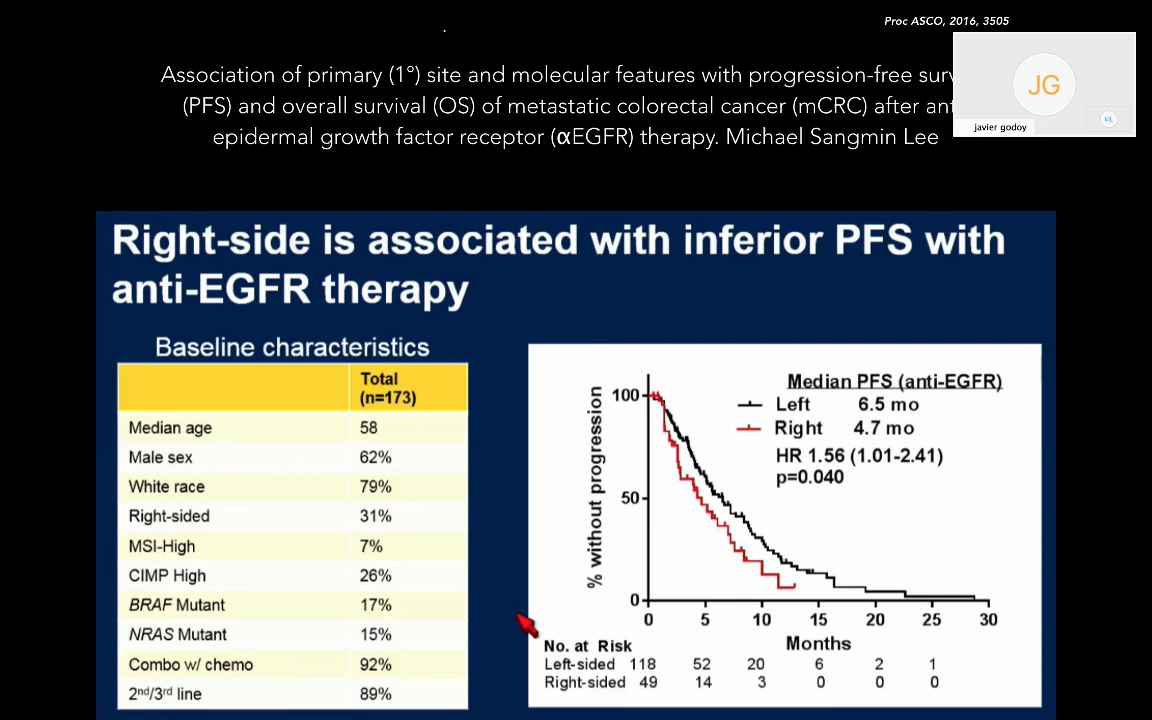 Proc ASCO, 2016, 3505
Association of primary (1°) site and molecular features with progression-free surv
(PFS) and overall survival (OS) of metastatic colorectal cancer (mCRC) after ant
epidermal growth factor receptor (αEGFR) therapy. Michael Sangmin Lee
JG
javier godoy
ML
Right-side is associated with inferior PFS with
anti-EGFR therapy
Baseline characteristics
Total
(n=173)
Median age 58
Male sex 62%
White race 79%
Right-sided 31%
MSI-High 7%
CIMP High 26%
BRAF Mutant 17%
NRAS Mutant 15%
Combo w/ chemo 92%
2nd/3rd line 89%
% without progression
100
50
0
Median PFS (anti-EGFR)
Left 6.5 mo
Right 4.7 mo
HR 1.56 (1.01-2.41)
p=0.040
0 5 10 15 20 25 30
Months
No. at Risk
Left-sided 118 52 20 6 2 1
Right-sided 49 14 3 0 0 0